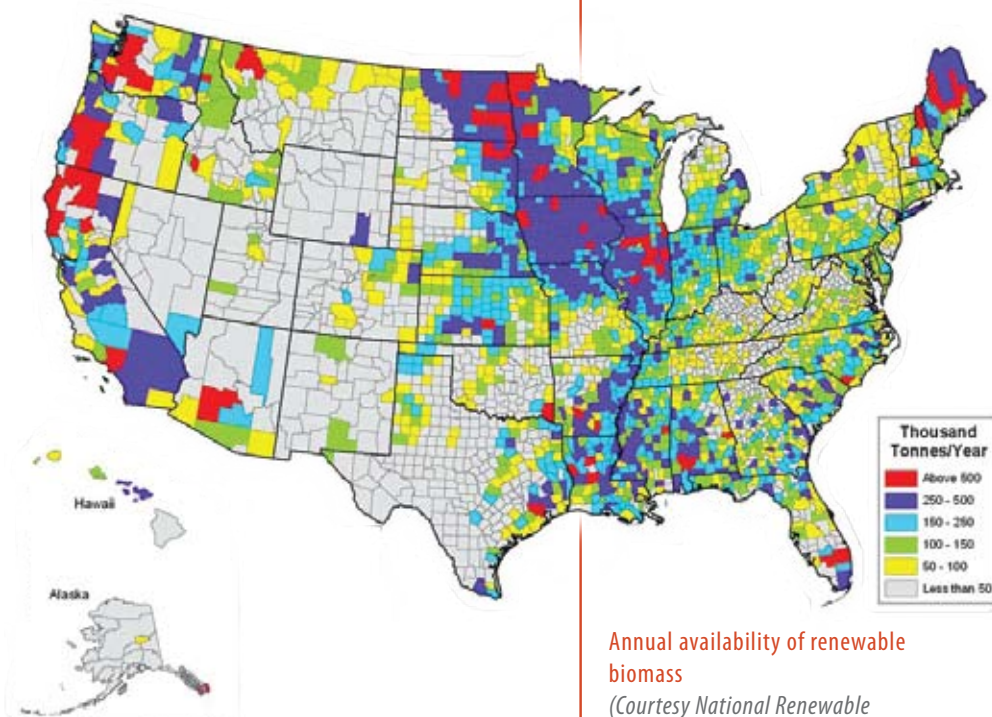 Hawaii
Alaska
Thousand
Tonnes/Year
Above 500
250 - 500
150 - 250
100 - 150
50 - 100
Less than 50
Annual availability of renewable
biomass
(Courtesy National Renewable